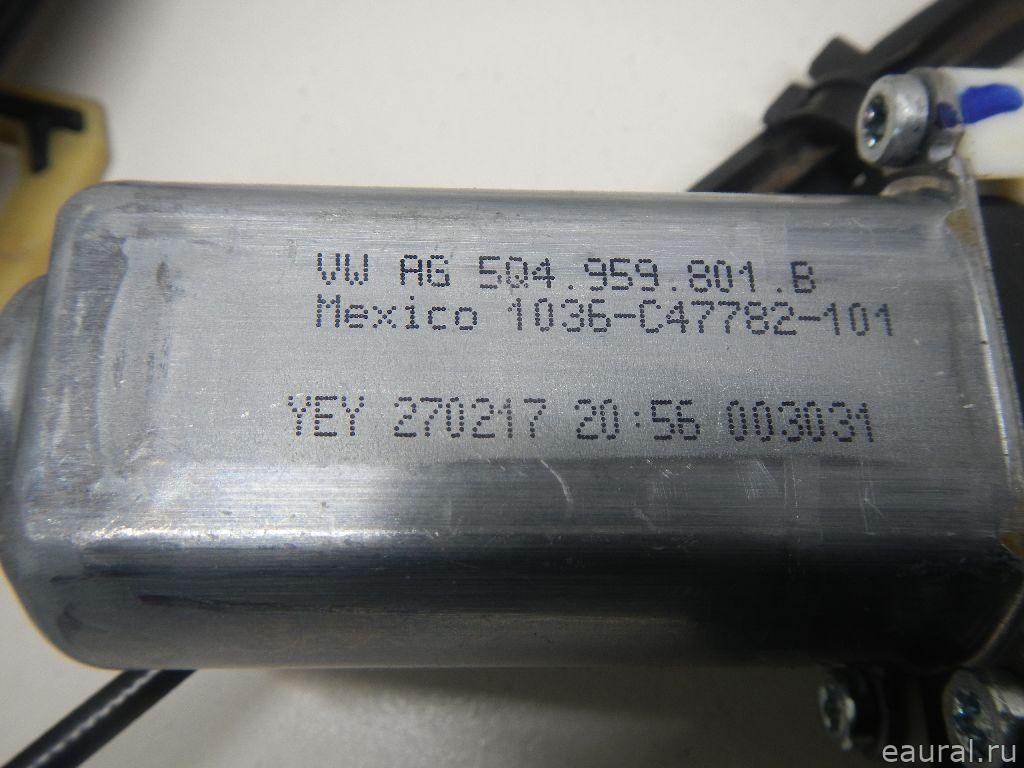 VW AG 5Q4.959.801.B
Mexico 1036-C47782-101
YEY 270217 20:56 003031
eaural.ru